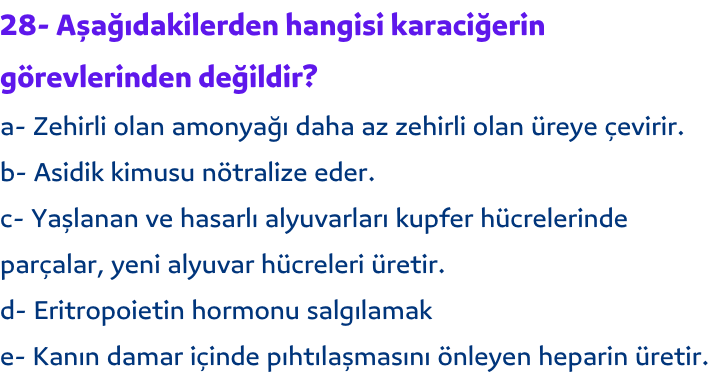 28- Aşağıdakilerden hangisi karaciğerin
görevlerinden değildir?
a- Zehirli olan amonyağı daha az zehirli olan üreye çevirir.
b- Asidik kimusu nötralize eder.
c- Yaşlanan ve hasarlı alyuvarları kupfer hücrelerinde
parçalar, yeni alyuvar hücreleri üretir.
d- Eritropoietin hormonu salgılamak
e- Kanın damar içinde pıhtılaşmasını önleyen heparin üretir.